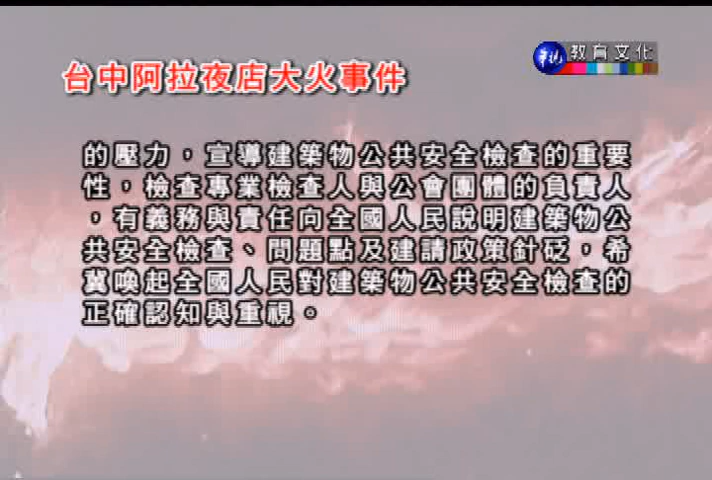 台中阿拉夜店大火事件
華視 教育文化
的壓力，宣導建築物公共安全檢查的重要
性，檢查專業檢查人與公會團體的負責人
，有義務與責任向全國人民說明建築物公
共安全檢查、問題點及建請政策針砭，希
冀喚起全國人民對建築物公共安全檢查的
正確認知與重視。